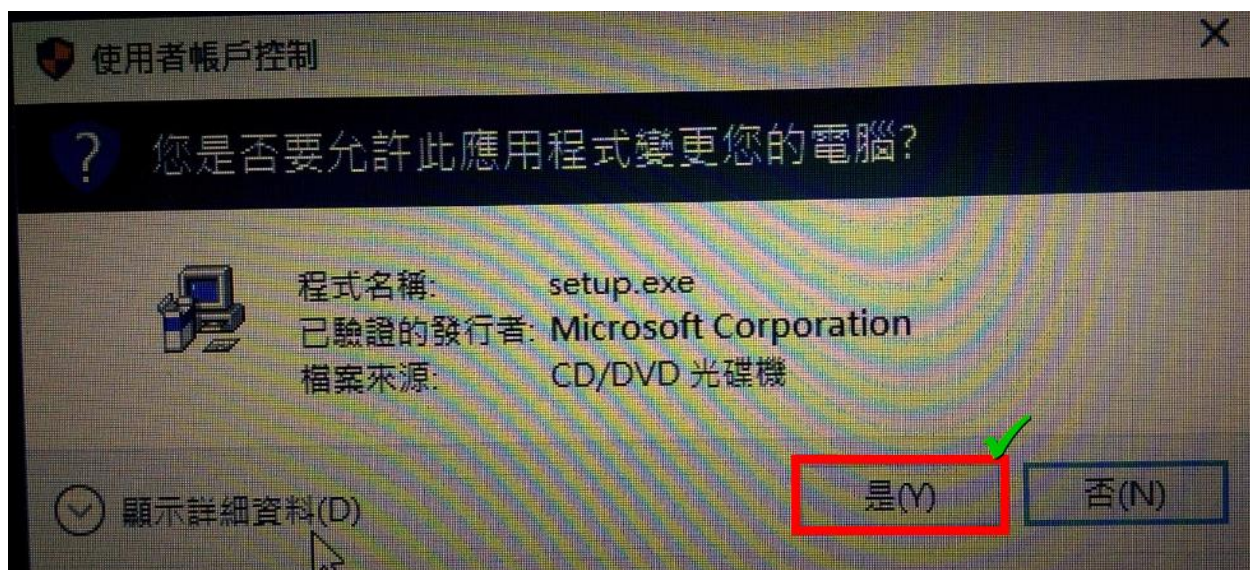 使用者帳戶控制
您是否要允許此應用程式變更您的電腦?
程式名稱: setup.exe
已驗證的發行者: Microsoft Corporation
檔案來源: CD/DVD 光碟機
顯示詳細資料(D)
是(Y)
否(N)